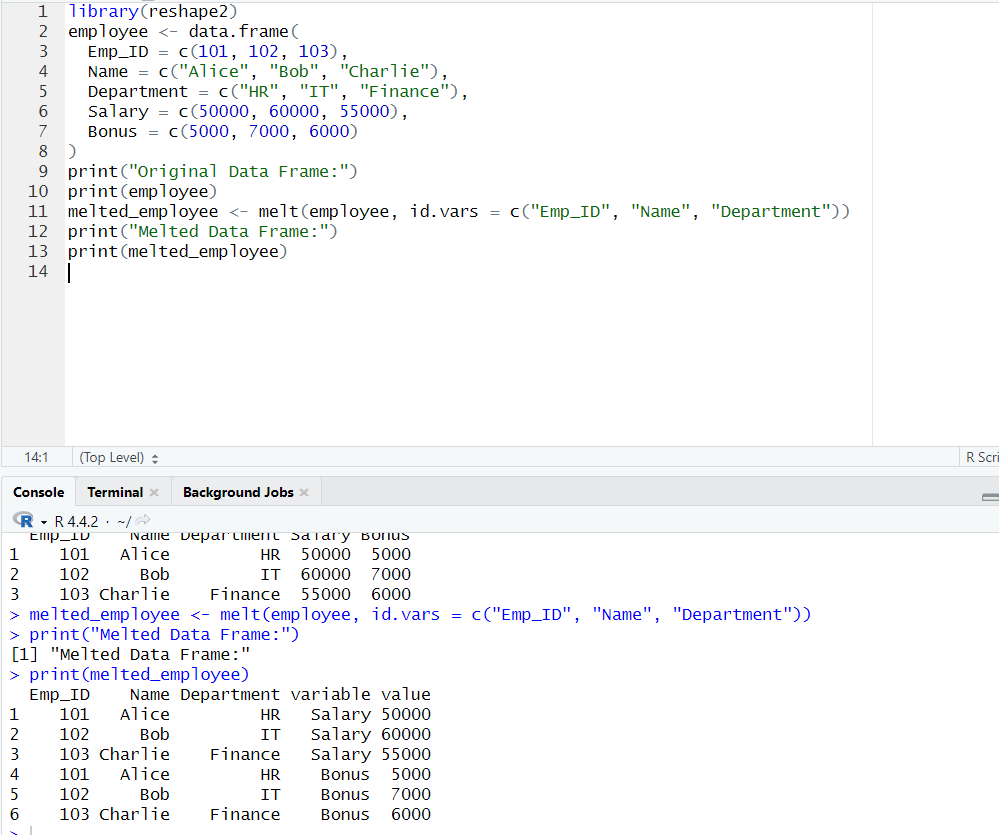 1 library(reshape2)
2 employee <- data.frame(
3   Emp_ID = c(101, 102, 103),
4   Name = c("Alice", "Bob", "Charlie"),
5   Department = c("HR", "IT", "Finance"),
6   Salary = c(50000, 60000, 55000),
7   Bonus = c(5000, 7000, 6000)
8 )
9 print("Original Data Frame:")
10 print(employee)
11 melted_employee <- melt(employee, id.vars = c("Emp_ID", "Name", "Department"))
12 print("Melted Data Frame:")
13 print(melted_employee)
14
14:1 (Top Level) R Scri
Console Terminal Background Jobs
R R 4.4.2 · ~/
  Emp_ID    Name Department Salary Bonus
1    101   Alice         HR  50000  5000
2    102     Bob         IT  60000  7000
3    103 Charlie    Finance  55000  6000
> melted_employee <- melt(employee, id.vars = c("Emp_ID", "Name", "Department"))
> print("Melted Data Frame:")
[1] "Melted Data Frame:"
> print(melted_employee)
  Emp_ID    Name Department variable value
1    101   Alice         HR   Salary 50000
2    102     Bob         IT   Salary 60000
3    103 Charlie    Finance   Salary 55000
4    101   Alice         HR    Bonus  5000
5    102     Bob         IT    Bonus  7000
6    103 Charlie    Finance    Bonus  6000
>